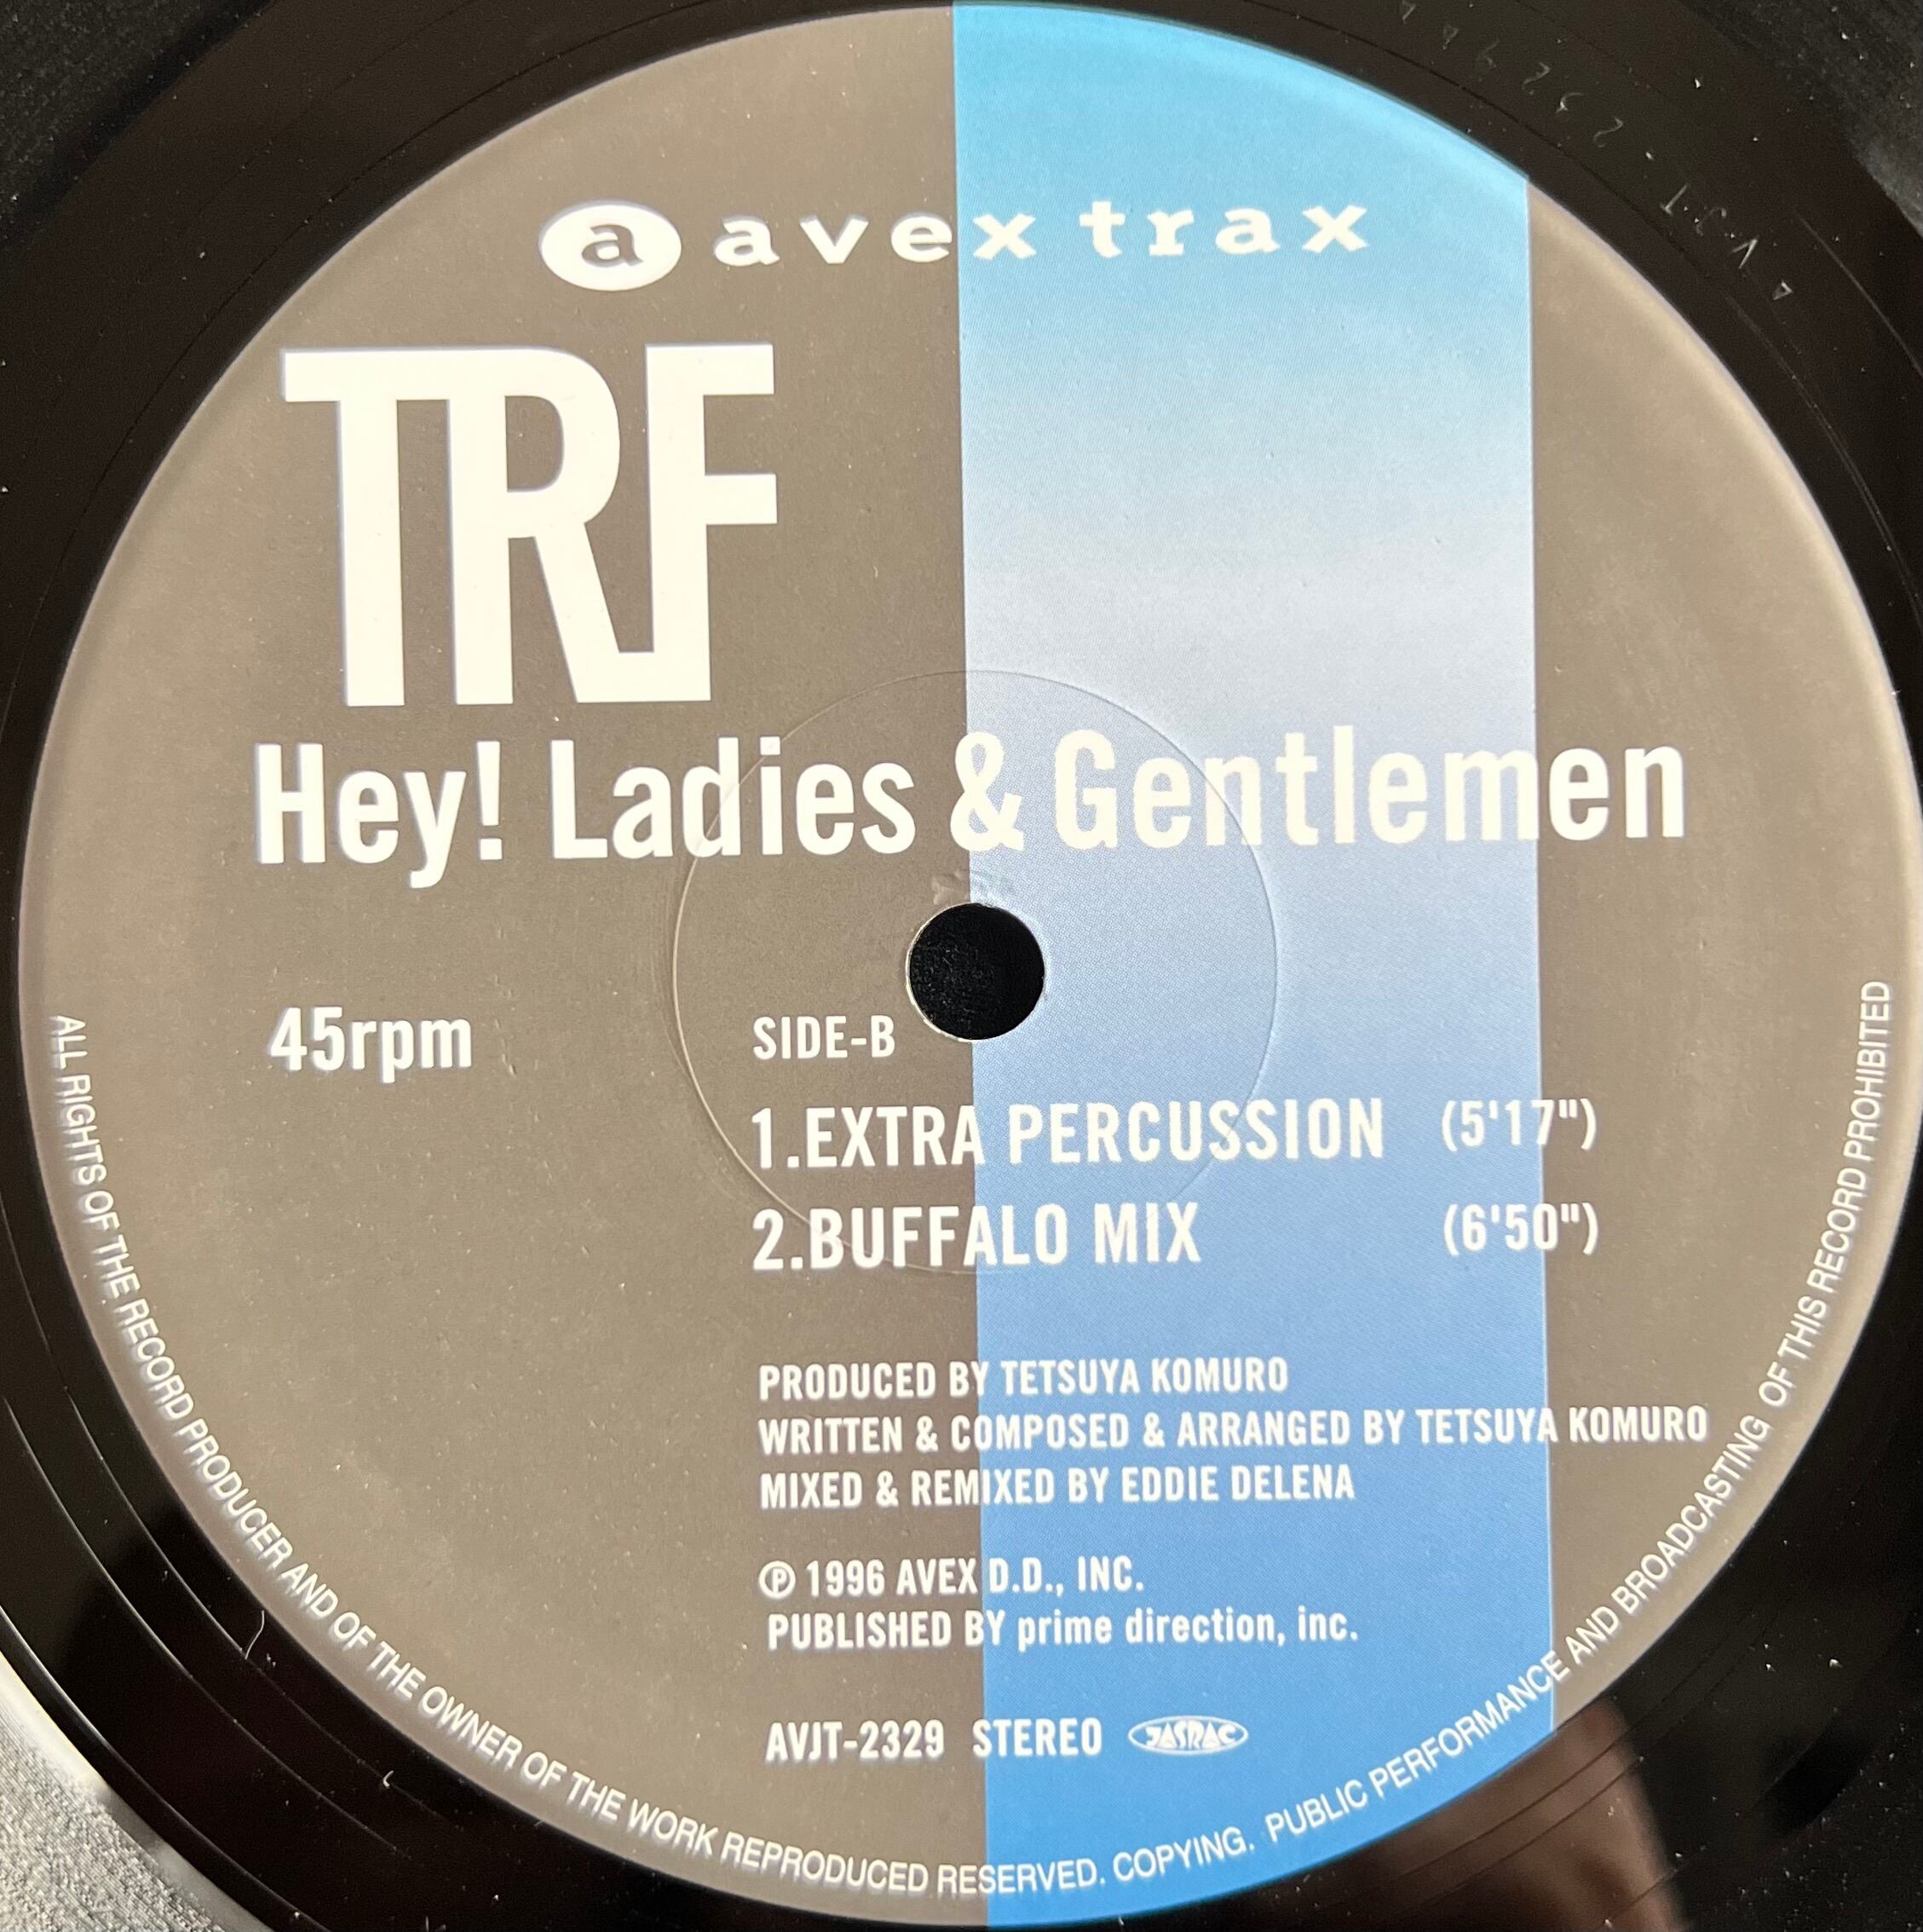 a avex trax
TRF
Hey! Ladies & Gentlemen
45rpm
SIDE-B
1.EXTRA PERCUSSION (5'17")
2.BUFFALO MIX (6'50")
PRODUCED BY TETSUYA KOMURO
WRITTEN & COMPOSED & ARRANGED BY TETSUYA KOMURO
MIXED & REMIXED BY EDDIE DELENA
℗ 1996 AVEX D.D., INC.
PUBLISHED BY prime direction, inc.
AVJT-2329 STEREO JASRAC
ALL RIGHTS OF THE RECORD PRODUCER AND OF THE OWNER OF THE WORK REPRODUCED RESERVED. COPYING. PUBLIC PERFORMANCE AND BROADCASTING OF THIS RECORD PROHIBITED